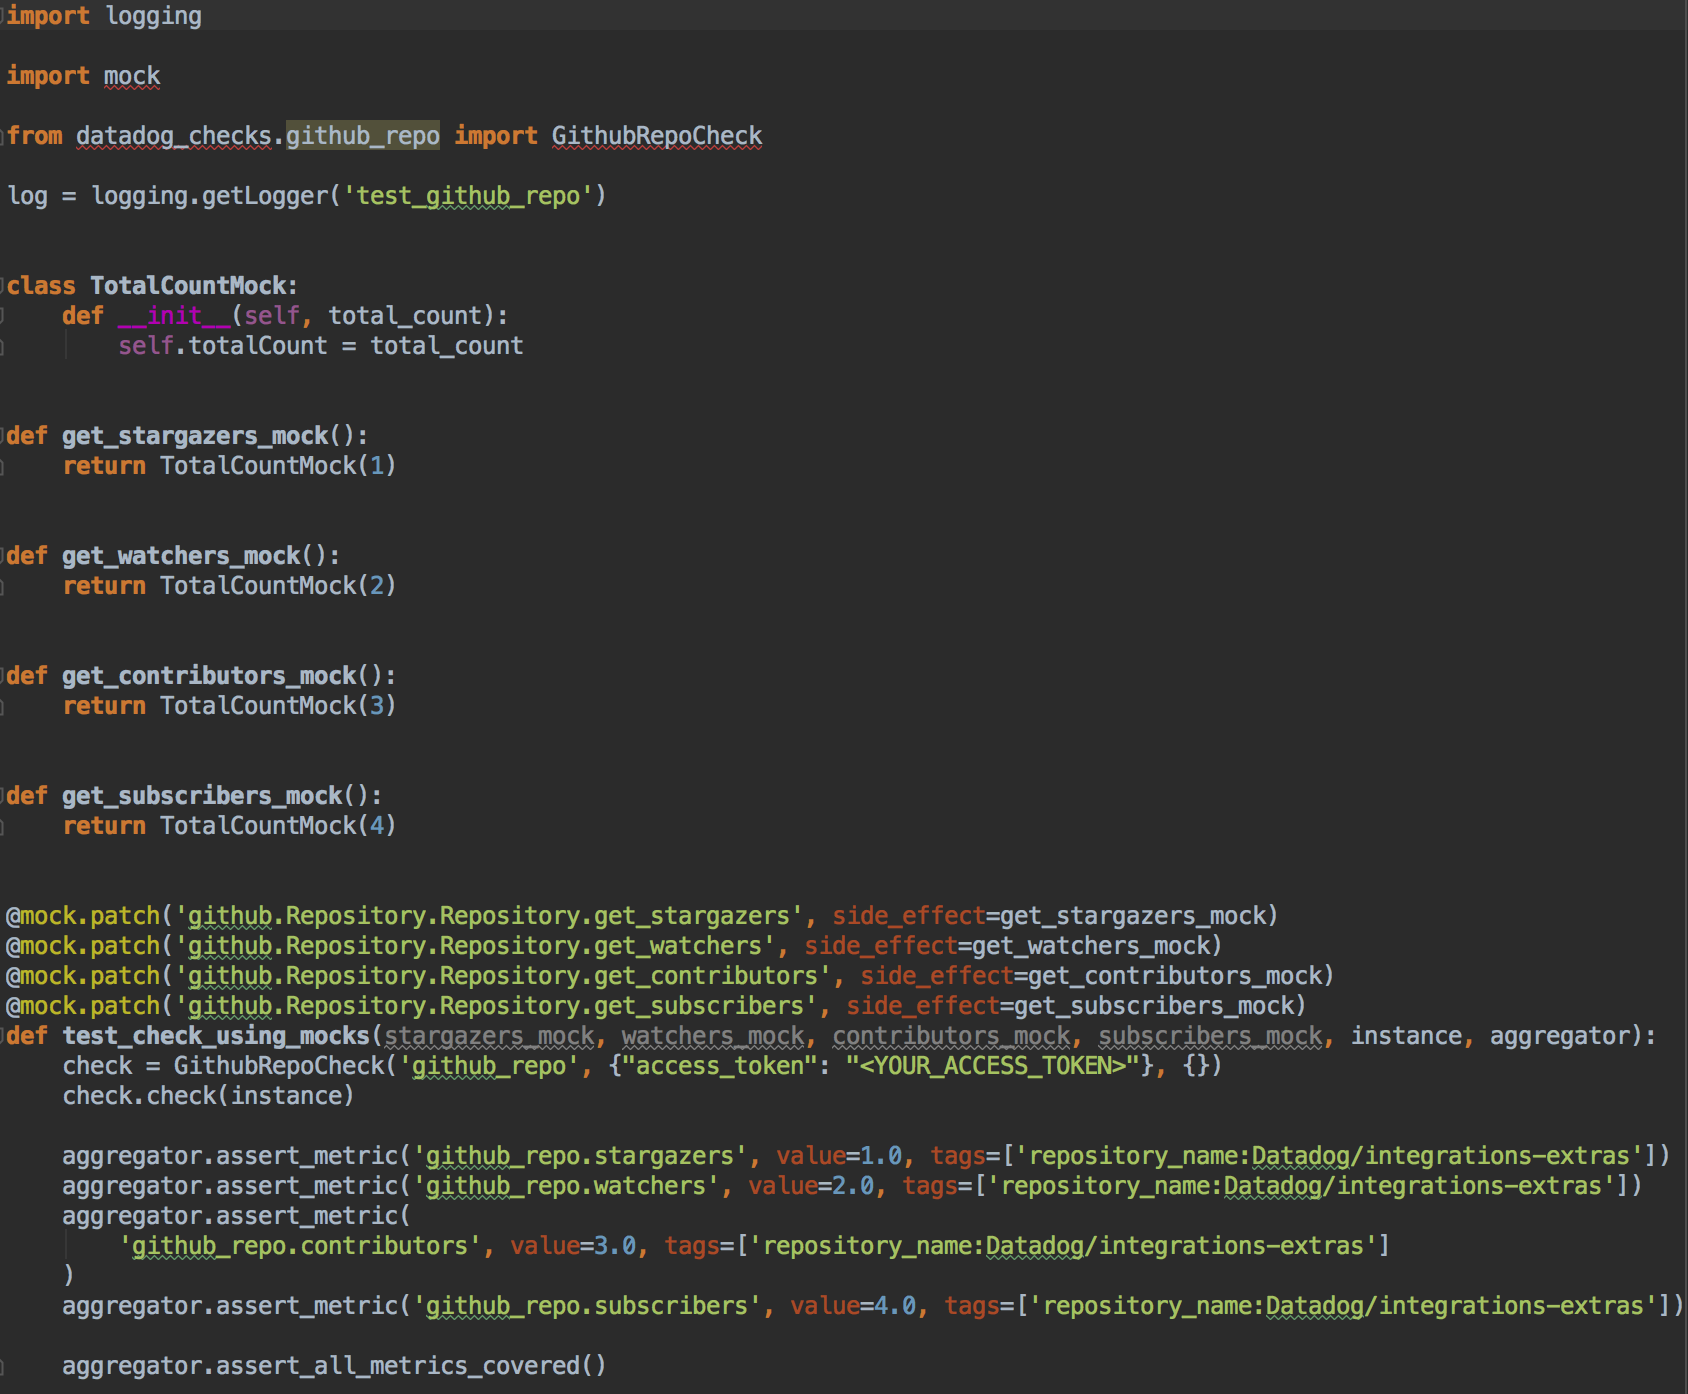 import logging
import mock
from datadog_checks.github_repo import GithubRepoCheck
log = logging.getLogger('test_github_repo')
class TotalCountMock:
    def __init__(self, total_count):
        self.totalCount = total_count
def get_stargazers_mock():
    return TotalCountMock(1)
def get_watchers_mock():
    return TotalCountMock(2)
def get_contributors_mock():
    return TotalCountMock(3)
def get_subscribers_mock():
    return TotalCountMock(4)
@mock.patch('github.Repository.Repository.get_stargazers', side_effect=get_stargazers_mock)
@mock.patch('github.Repository.Repository.get_watchers', side_effect=get_watchers_mock)
@mock.patch('github.Repository.Repository.get_contributors', side_effect=get_contributors_mock)
@mock.patch('github.Repository.Repository.get_subscribers', side_effect=get_subscribers_mock)
def test_check_using_mocks(stargazers_mock, watchers_mock, contributors_mock, subscribers_mock, instance, aggregator):
    check = GithubRepoCheck('github_repo', {"access_token": "<YOUR_ACCESS_TOKEN>"}, {})
    check.check(instance)
    aggregator.assert_metric('github_repo.stargazers', value=1.0, tags=['repository_name:Datadog/integrations-extras'])
    aggregator.assert_metric('github_repo.watchers', value=2.0, tags=['repository_name:Datadog/integrations-extras'])
    aggregator.assert_metric(
        'github_repo.contributors', value=3.0, tags=['repository_name:Datadog/integrations-extras']
    )
    aggregator.assert_metric('github_repo.subscribers', value=4.0, tags=['repository_name:Datadog/integrations-extras'])
    aggregator.assert_all_metrics_covered()